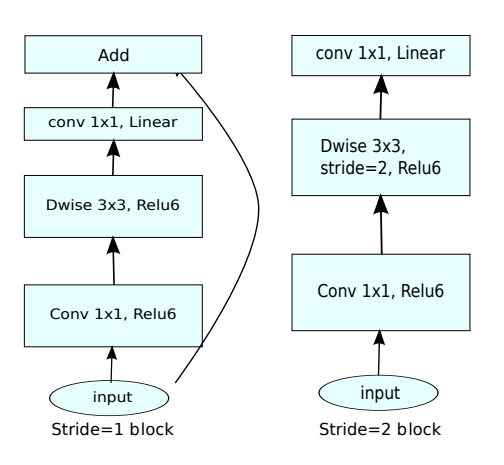 Add
conv 1x1, Linear
Dwise 3x3, Relu6
Conv 1x1, Relu6
input
Stride=1 block
conv 1x1, Linear
Dwise 3x3,
stride=2, Relu6
Conv 1x1, Relu6
input
Stride=2 block